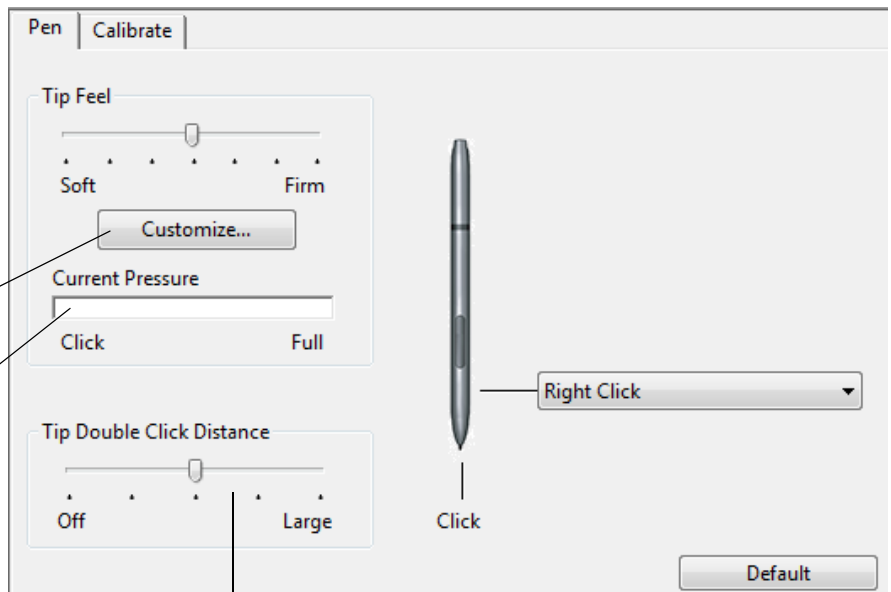 Pen Calibrate
Tip Feel
Soft Firm
Customize...
Current Pressure
Click Full
Right Click
Tip Double Click Distance
Off Large
Click
Default